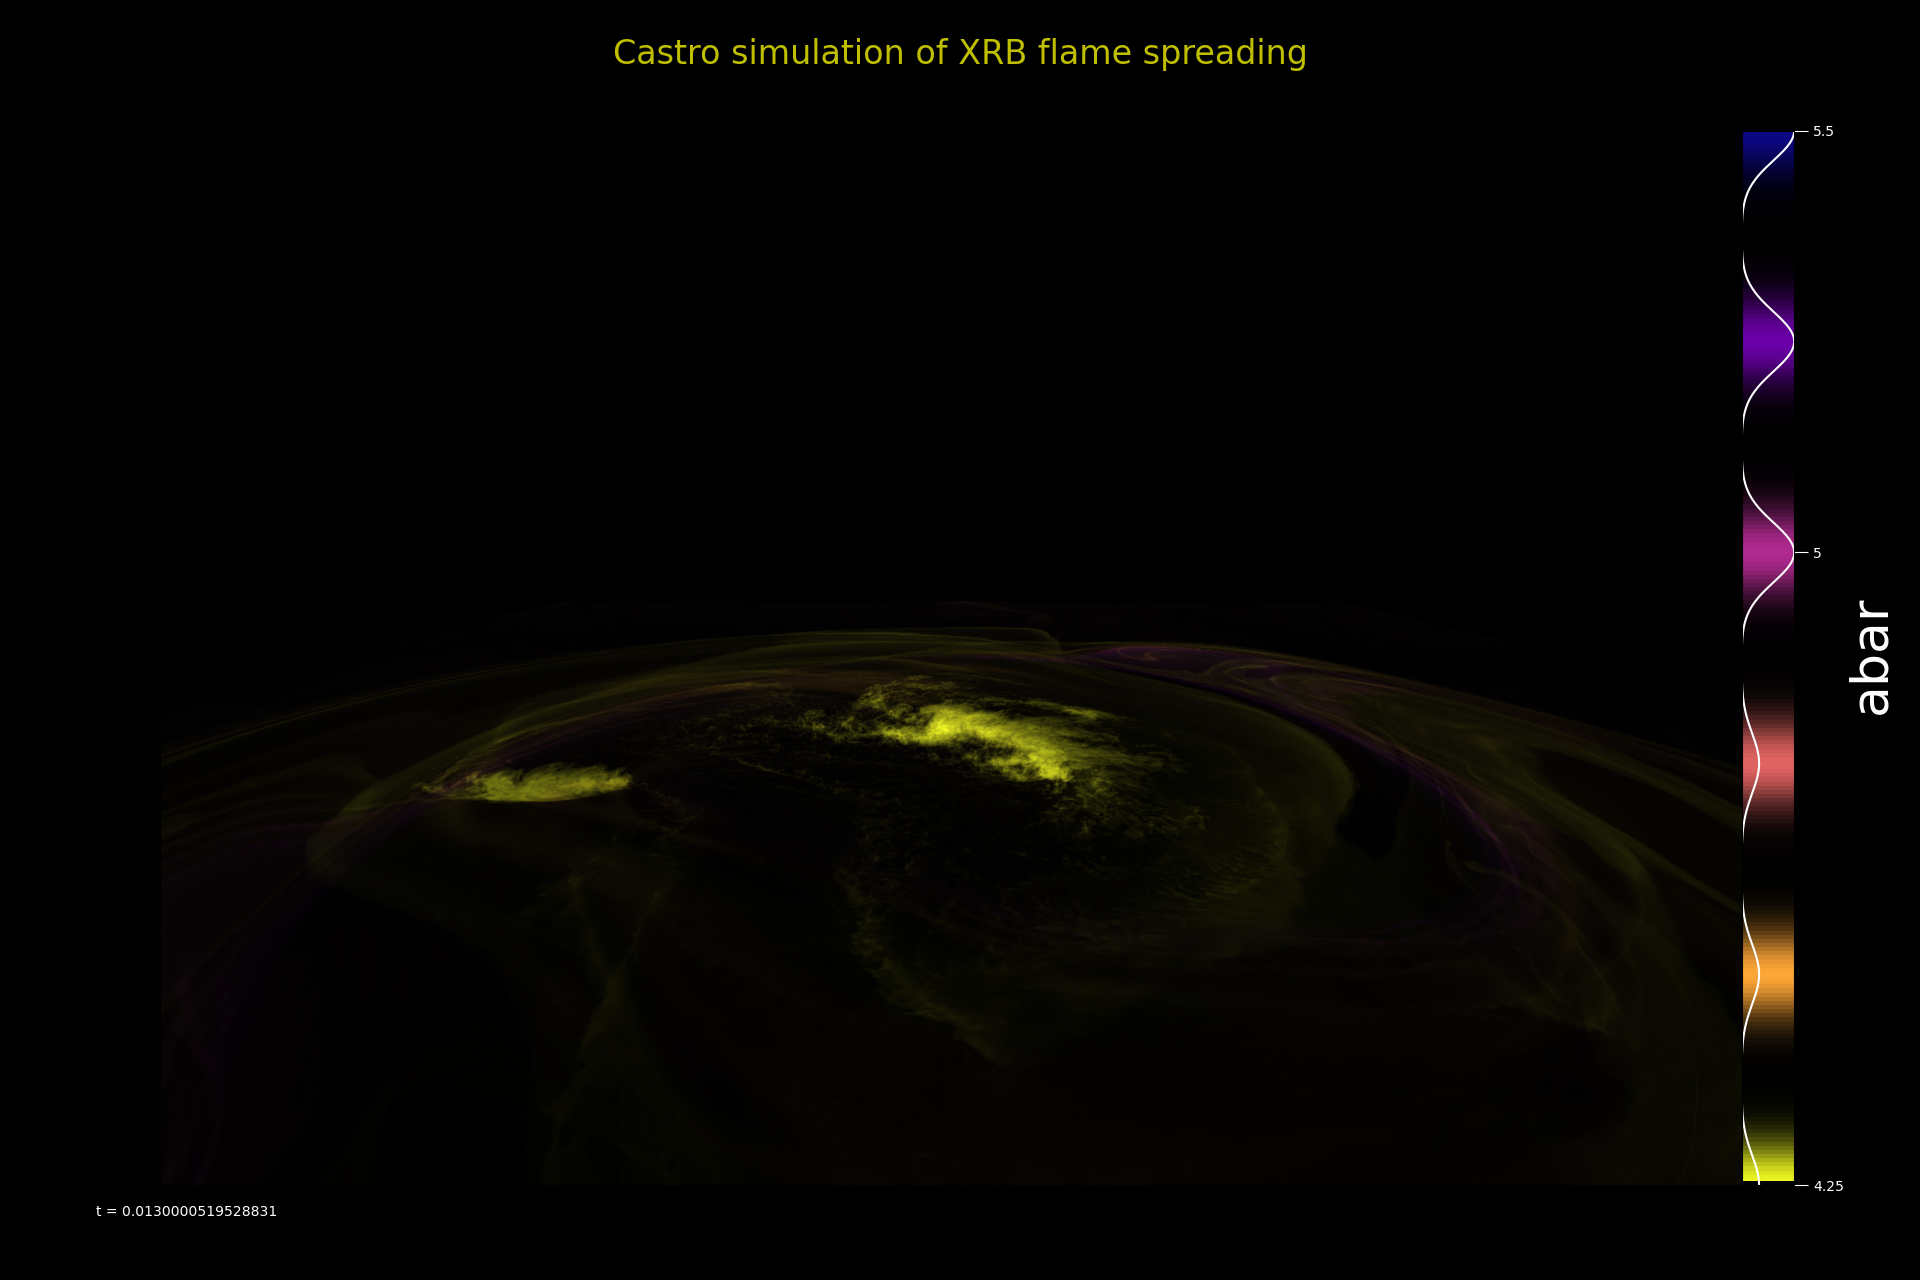 Castro simulation of XRB flame spreading
5.5
5
abar
4.25
t = 0.0130000519528831